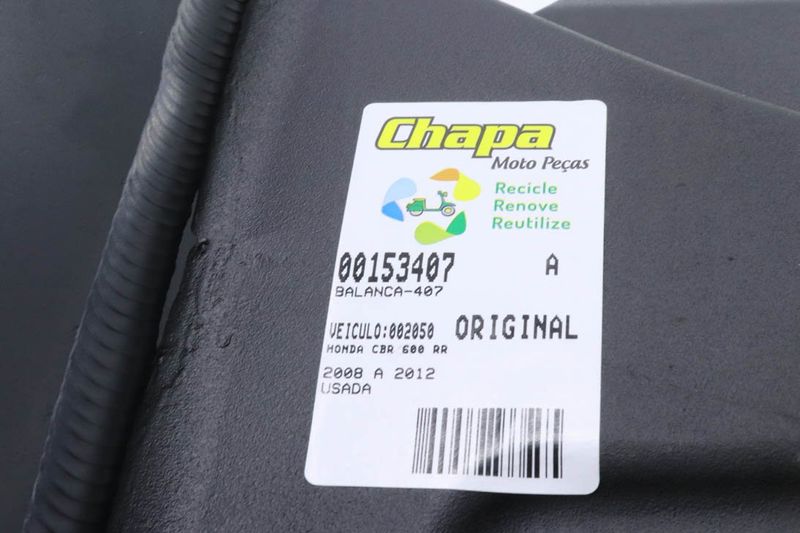 Chapa
Moto Peças
Recicle
Renove
Reutilize
00153407 A
BALANCA-407
VEICULO:002050 ORIGINAL
HONDA CBR 600 RR
2008 A 2012
USADA